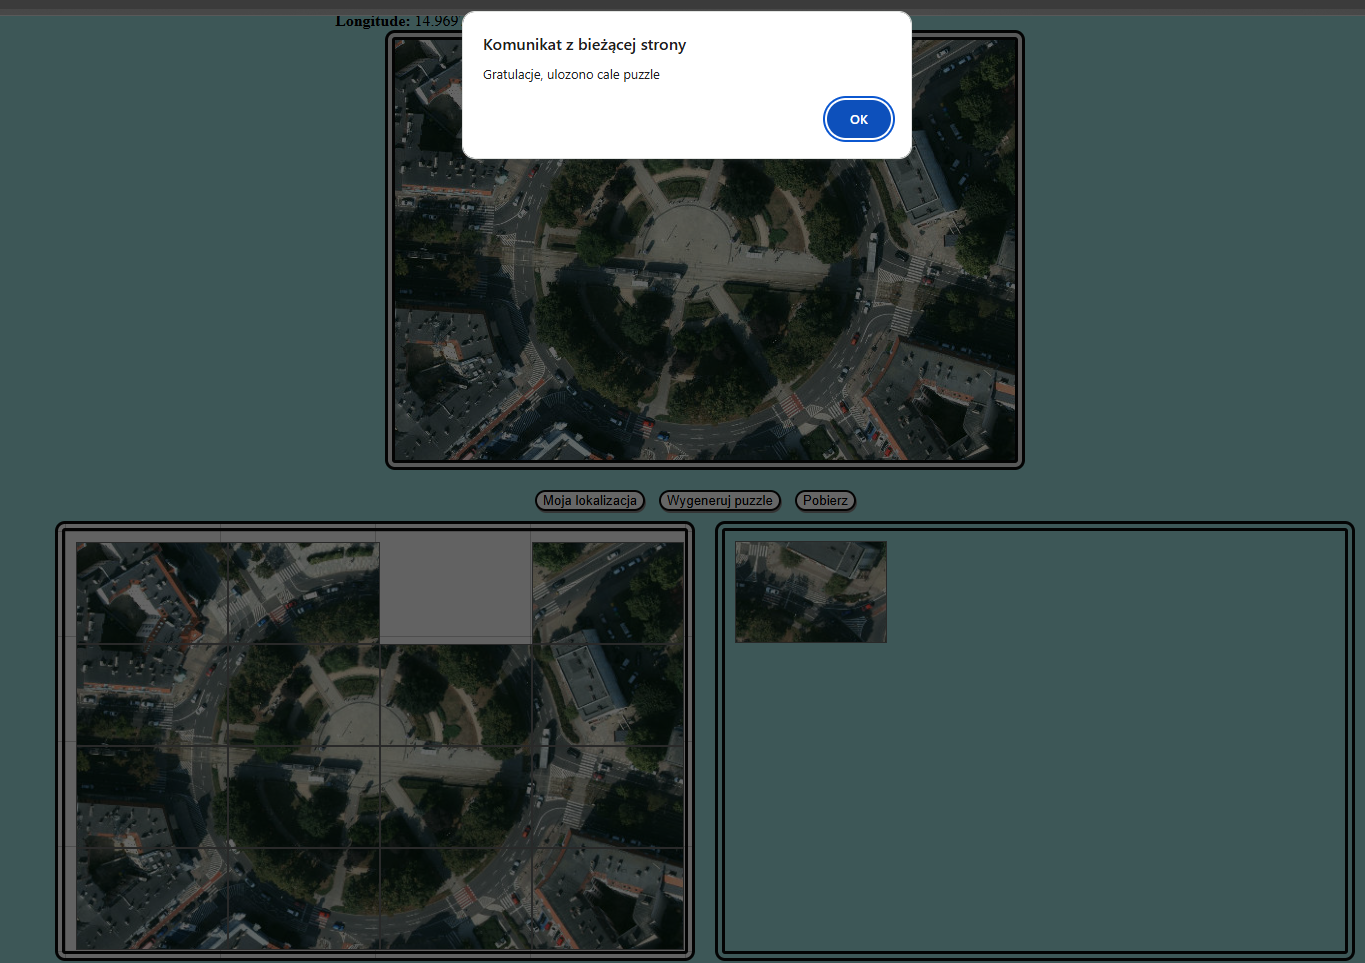 Longitude: 14.969
Komunikat z bieżącej strony
Gratulacje, ulozono cale puzzle
OK
Moja lokalizacja
Wygeneruj puzzle
Pobierz